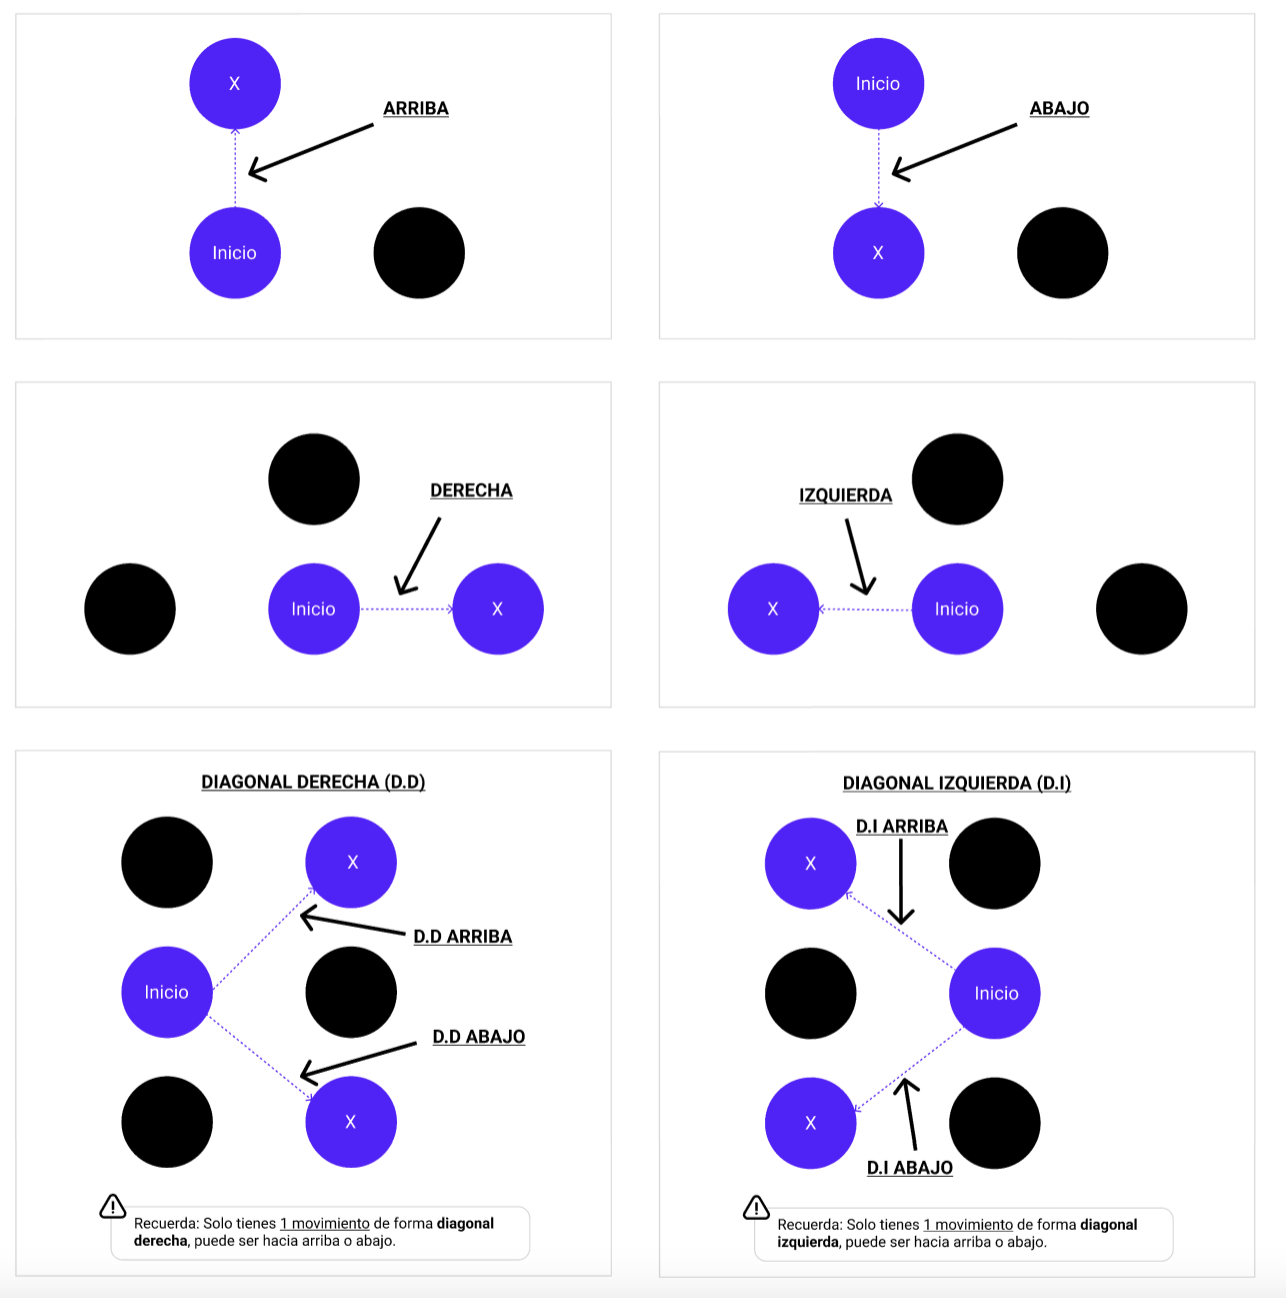 X
ARRIBA
Inicio
Inicio
ABAJO
X
DERECHA
Inicio
X
IZQUIERDA
X
Inicio
DIAGONAL DERECHA (D.D)
X
D.D ARRIBA
Inicio
D.D ABAJO
X
Recuerda: Solo tienes 1 movimiento de forma diagonal
derecha, puede ser hacia arriba o abajo.
DIAGONAL IZQUIERDA (D.I)
D.I ARRIBA
X
Inicio
X
D.I ABAJO
Recuerda: Solo tienes 1 movimiento de forma diagonal
izquierda, puede ser hacia arriba o abajo.